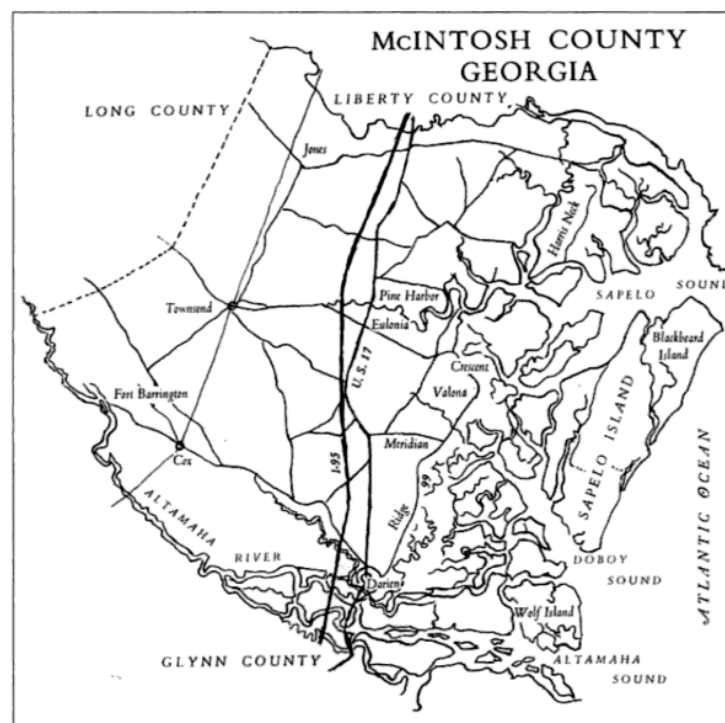 McINTOSH COUNTY
GEORGIA
LIBERTY COUNTY
LONG COUNTY
Jones
Harris Neck
SAPELO SOUND
Pine Harbor
Townsend
Eulonia
Blackbeard
Island
U.S. 17
Crescent
Fort Barrington
Valona
SAPELO ISLAND
Meridian
Cox
I-95
99
Ridge
ATLANTIC OCEAN
ALTAMAHA
RIVER
DOBOY
SOUND
Darien
Wolf Island
GLYNN COUNTY
ALTAMAHA
SOUND